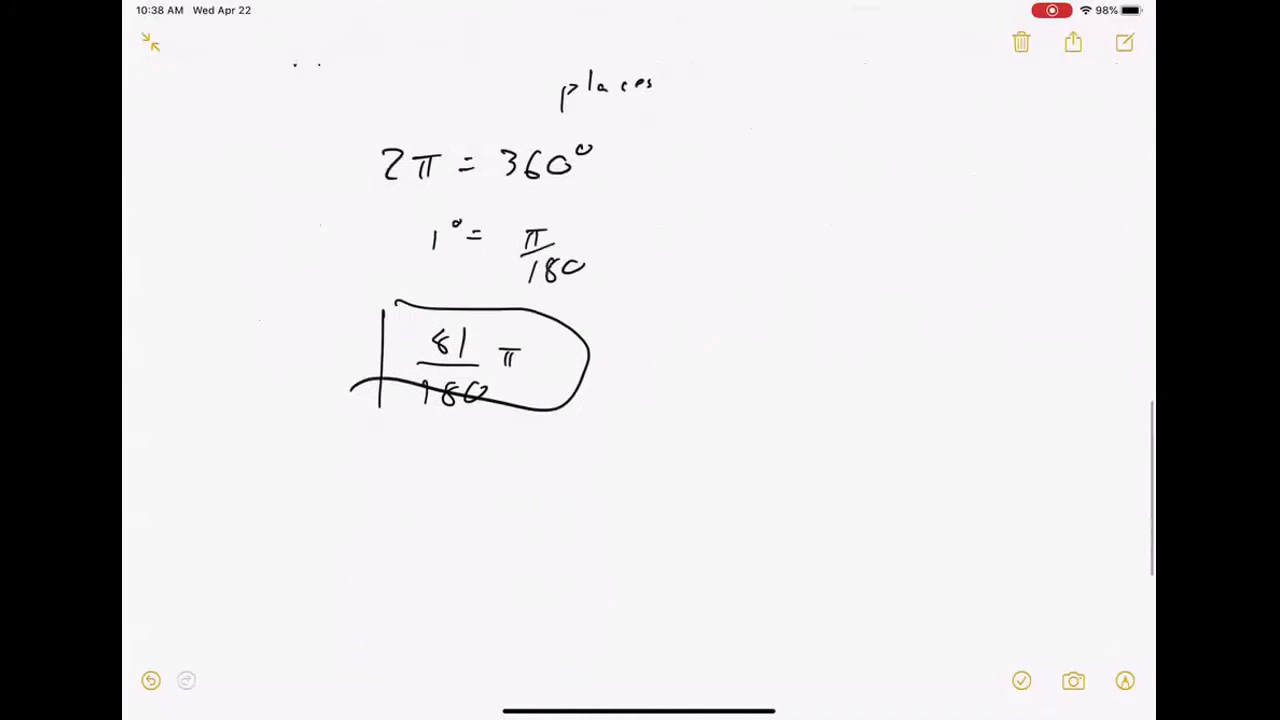 10:38 AM Wed Apr 22 98%
places
2π = 360°
1° = π/180
81/180 π